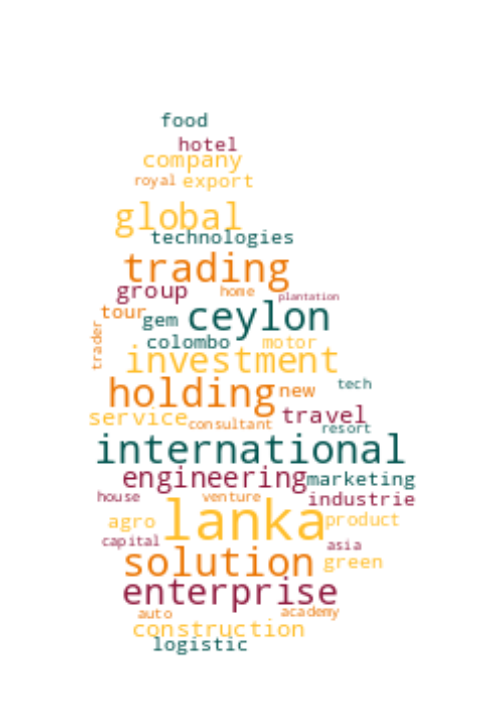 food
hotel
company
royal export
global
technologies
trading
group home plantation
tour gem ceylon
trader colombo motor
investment
holding new tech
service consultant travel
resort
international
engineering marketing
house venture industrie
agro lanka product
capital asia
solution green
enterprise
auto academy
construction
logistic